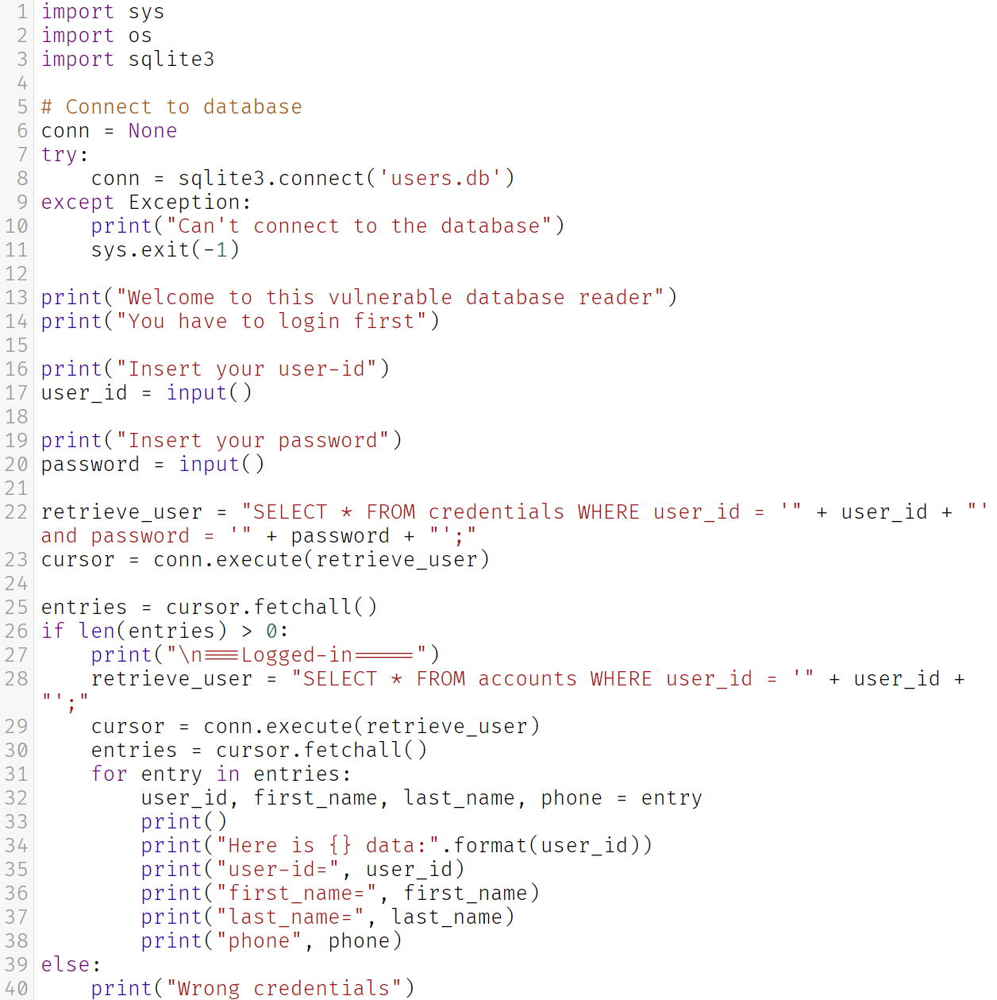 1 import sys
2 import os
3 import sqlite3
4
5 # Connect to database
6 conn = None
7 try:
8     conn = sqlite3.connect('users.db')
9 except Exception:
10     print("Can't connect to the database")
11     sys.exit(-1)
12
13 print("Welcome to this vulnerable database reader")
14 print("You have to login first")
15
16 print("Insert your user-id")
17 user_id = input()
18
19 print("Insert your password")
20 password = input()
21
22 retrieve_user = "SELECT * FROM credentials WHERE user_id = '" + user_id + "'
and password = '" + password + "';"
23 cursor = conn.execute(retrieve_user)
24
25 entries = cursor.fetchall()
26 if len(entries) > 0:
27     print("\n===Logged-in=====")
28     retrieve_user = "SELECT * FROM accounts WHERE user_id = '" + user_id +
"';"
29     cursor = conn.execute(retrieve_user)
30     entries = cursor.fetchall()
31     for entry in entries:
32         user_id, first_name, last_name, phone = entry
33         print()
34         print("Here is {} data:".format(user_id))
35         print("user-id=", user_id)
36         print("first_name=", first_name)
37         print("last_name=", last_name)
38         print("phone", phone)
39 else:
40     print("Wrong credentials")